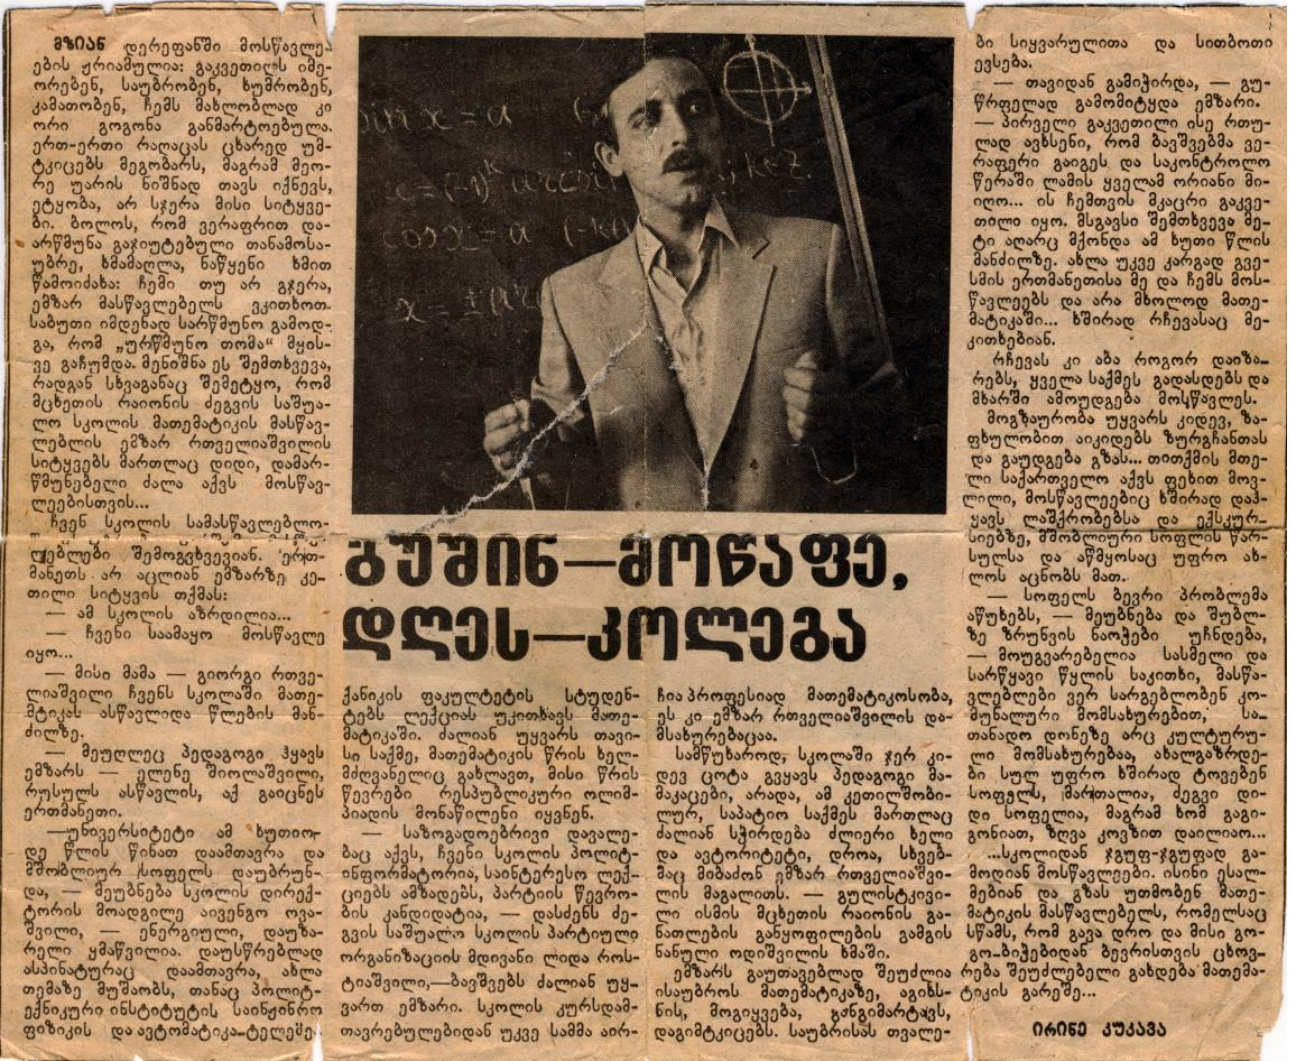 მზიან დერეფანში მოსწავლე-
ების ჟრიამულია: გაკვეთილს იმე-
ორებენ, საუბრობენ, ხუმრობენ,
კამათობენ, ჩემს მახლობლად კი
ორი გოგონა განმარტოებულა.
ერთ-ერთი რაღაცას ცხარედ უმ-
ტკიცებს მეგობარს, მაგრამ მეო-
რე უარის ნიშნად თავს იქნევს,
ეტყობა, არ სჯერა მისი სიტყვე-
ბი. ბოლოს, რომ ვერაფრით და-
არწმუნა გაჯიუტებული თანამოსა-
უბრე, ხმამაღლა, ნაწყენი ხმით
წამოიძახა: ჩემი თუ არ გჯერა,
ემზარ მასწავლებელს ვკითხოთ.
საბუთი იმდენად სარწმუნო გამოდ-
გა, რომ „ურწმუნო თომა“ მყის-
ვე გაჩუმდა. მენიშნა ეს შემთხვევა,
რადგან სხვაგანაც შემეტყო, რომ
მცხეთის რაიონის ძეგვის საშუა-
ლო სკოლის მათემატიკის მასწავ-
ლებლის ემზარ რთველიაშვილის
სიტყვებს მართლაც დიდი, დამარ-
წმუნებელი ძალა აქვს მოსწავ-
ლეებისთვის...
ჩვენ სკოლის სამასწავლებლო-
ლებლები შემოგვხვევიან. ერთ-
მანეთს არ აცლიან ემზარზე კე-
თილი სიტყვის თქმას:
— ამ სკოლის აზრდილია...
— ჩვენი საამაყო მოსწავლე
იყო...
— მისი მამა — გიორგი რთვე-
ლიაშვილი ჩვენს სკოლაში მათე-
მტიკას ასწავლიდა წლების მან-
ძილზე.
— მეუღლეც პედაგოგი ჰყავს
ემზარს — ელენე შიოლაშვილი,
რუსულს ასწავლის, აქ გაიცნეს
ერთმანეთი.
—უნივერსიტეტი ამ ხუთიო-
დე წლის წინათ დაამთავრა და
მშობლიურ სოფელს დაუბრუნ-
და, — მეუბნება სკოლის დირექ-
ტორის მოადგილე აივენგო ოვა-
შვილი, — ენერგიული, დაუზა-
რელი ყმაწვილია. დაუსწრებლად
ასპინატურაც დაამთავრა, ახლა
თემაზე მუშაობს, თანაც პოლიტ-
ექნიკური ინსტიტუტის საინჟინრო
ფიზიკის და ავტომატიკა-ტელემე-
sin x = a
cos x = a
ბუშინ—მოწაფე,
დღეს—კოლეგა
ქანიკის ფაკულტეტის სტუდენ-
ტებს ლექციას უკითხავს მათე-
მატიკაში. ძალიან უყვარს თავი-
სი საქმე, მათემატიკის წრის ხელ-
მძღვანელიც გახლავთ, მისი წრის
წევრები რესპუბლიკური ოლიმ-
პიადის მონაწილენი იყვნენ.
— საზოგადოებრივი დავალე-
ბაც აქვს, ჩვენი სკოლის პოლიტ-
ინფორმატორია, საინტერესო ლექ-
ციებს ამზადებს, პარტიის წევრო-
ბის კანდიდატია, — დასძენს ძე-
გვის საშუალო სკოლის პარტიული
ორგანიზაციის მდივანი ლიდა როს-
ტიაშვილი,—ბავშვებს ძალიან უყ-
ვართ ემზარი. სკოლის კურსდამ-
თავრებულებიდან უკვე სამმა აირ-
ჩია პროფესიად მათემატიკოსობა,
ეს კი ემზარ რთველიაშვილის და-
მსახურებაცაა.
სამწუხაროდ, სკოლაში ჯერ კი-
დევ ცოტა გვყავს პედაგოგი მა-
მაკაცები, არადა, ამ კეთილშობი-
ლურ, საპატიო საქმეს მართლაც
ძალიან სჭირდება ძლიერი ხელი
და ავტორიტეტი, დროა, სხვებ-
მაც მიბაძონ ემზარ რთველიაშვი-
ლის მაგალითს. — გულისტკივი-
ლი ისმის მცხეთის რაიონის გა-
ნათლების განყოფილების გამგის
ნანული ოდიშვილის ხმაში.
ემზარს გაუთავებლად შეუძლია
ისაუბროს მათემატიკაზე, აგიხს-
ნის, მოგიყვება, განგიმარტავს,
დაგიმტკიცებს. საუბრისას თვალე-
ბი სიყვარულითა და სითბოთი
ევსება.
— თავიდან გამიჭირდა, — გუ-
წრფელად გამომიტყდა ემზარი.
— პირველი გაკვეთილი ისე რთუ-
ლად ავხსენი, რომ ბავშვებმა ვე-
რაფერი გაიგეს და საკონტროლო
წერაში ლამის ყველამ ორიანი მი-
იღო... ის ჩემთვის მკაცრი გაკვე-
თილი იყო. მსგავსი შემთხვევა მე-
ტი აღარც მქონდა ამ ხუთი წლის
მანძილზე. ახლა უკვე კარგად გვე-
სმის ერთმანეთისა მე და ჩემს მოს-
წავლეებს და არა მხოლოდ მათე-
მატიკაში... ხშირად რჩევასაც მე-
კითხებიან.
რჩევას კი აბა როგორ დაიზა-
რებს, ყველა საქმეს გადასდებს და
მხარში ამოუდგება მოსწავლეს.
მოგზაურობა უყვარს კიდევ, ზა-
ფხულობით აიკიდებს ზურგჩანთას
და გაუდგება გზას... თითქმის მთე-
ლი საქართველო აქვს ფეხით მოვ-
ლილი, მოსწავლეებიც ხშირად დაჰ-
ყავს ლაშქრობებსა და ექსკურ-
სიებზე, მშობლიური სოფლის წარ-
სულსა და აწმყოსაც უფრო ახ-
ლოს აცნობს მათ.
— სოფელს ბევრი პრობლემა
აწუხებს, — მეუბნება და შუბლ-
ზე ზრუნვის ნაოჭები უჩნდება,
— მოუგვარებელია სასმელი და
სარწყავი წყლის საკითხი, მასწა-
ვლებლები ვერ სარგებლობენ კო-
მუნალური მომსახურებით, სა-
თანადო დონეზე არც კულტურუ-
ლი მომსახურებაა, ახალგაზრდე-
ბი სულ უფრო ხშირად ტოვებენ
სოფელს, მართალია, ძეგვი დი-
დი სოფელია, მაგრამ ხომ გაგი-
გონიათ, ზღვა კოვზით დაილიაო...
...სკოლიდან ჯგუფ-ჯგუფად გა-
მოდიან მოსწავლეები. ისინი ესალ-
მებიან და გზას უთმობენ მათე-
მატიკის მასწავლებელს, რომელსაც
სწამს, რომ გავა დრო და მისი გო-
გო-ბიჭებიდან ბევრისთვის ცხოვ-
რება შეუძლებელი გახდება მათემა-
ტიკის გარეშე...
ირინე კუკავა